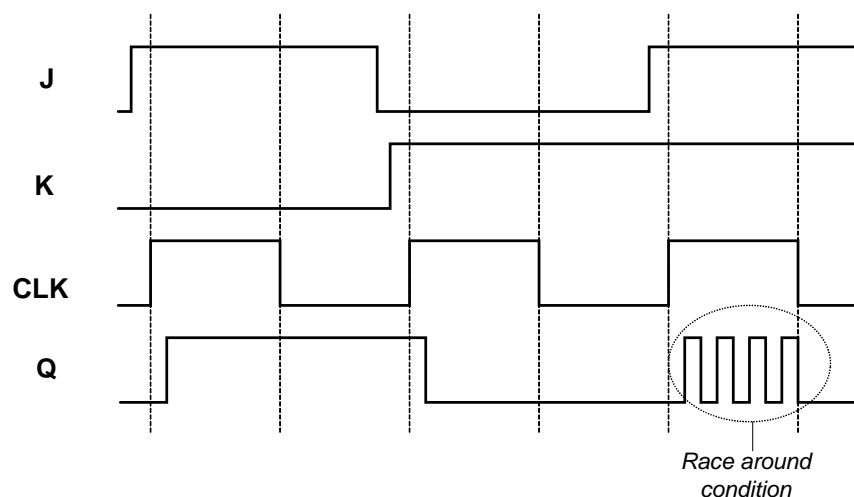 J
K
CLK
Q
Race around
condition